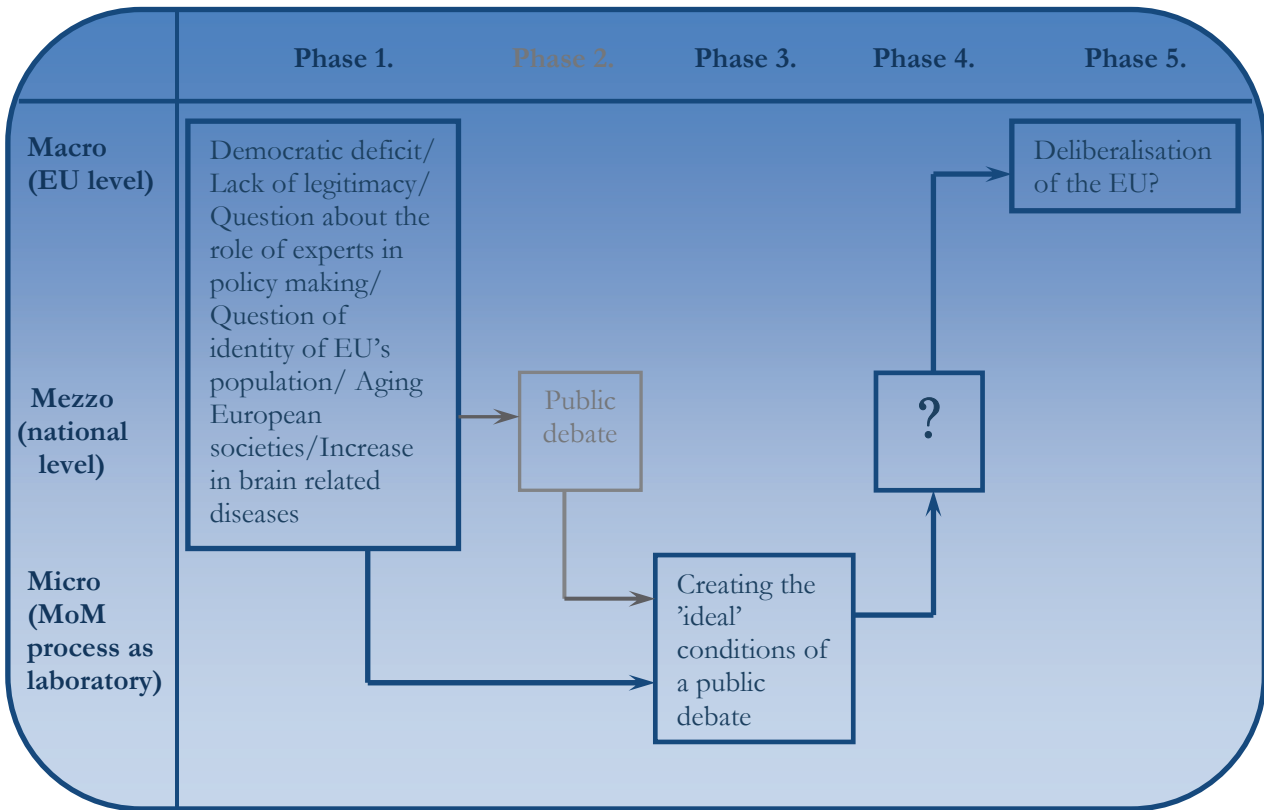 Phase 1. Phase 2. Phase 3. Phase 4. Phase 5.
Macro
(EU level)
Democratic deficit/
Lack of legitimacy/
Question about the
role of experts in
policy making/
Question of
identity of EU's
population/ Aging
European
societies/Increase
in brain related
diseases
Deliberalisation
of the EU?
Mezzo
(national
level)
Public
debate
?
Micro
(MoM
process as
laboratory)
Creating the
’ideal’
conditions of
a public
debate